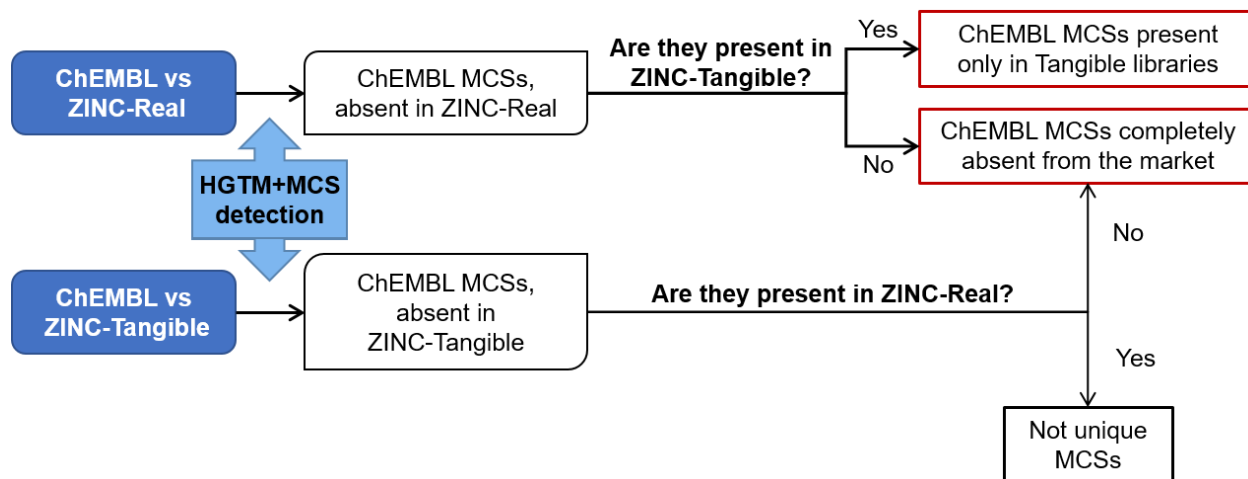 ChEMBL vs
ZINC-Real
ChEMBL MCSs,
absent in ZINC-Real
Are they present in
ZINC-Tangible?
Yes
ChEMBL MCSs present
only in Tangible libraries
No
ChEMBL MCSs completely
absent from the market
HGTM+MCS
detection
ChEMBL vs
ZINC-Tangible
ChEMBL MCSs,
absent in
ZINC-Tangible
Are they present in ZINC-Real?
No
Yes
Not unique
MCSs